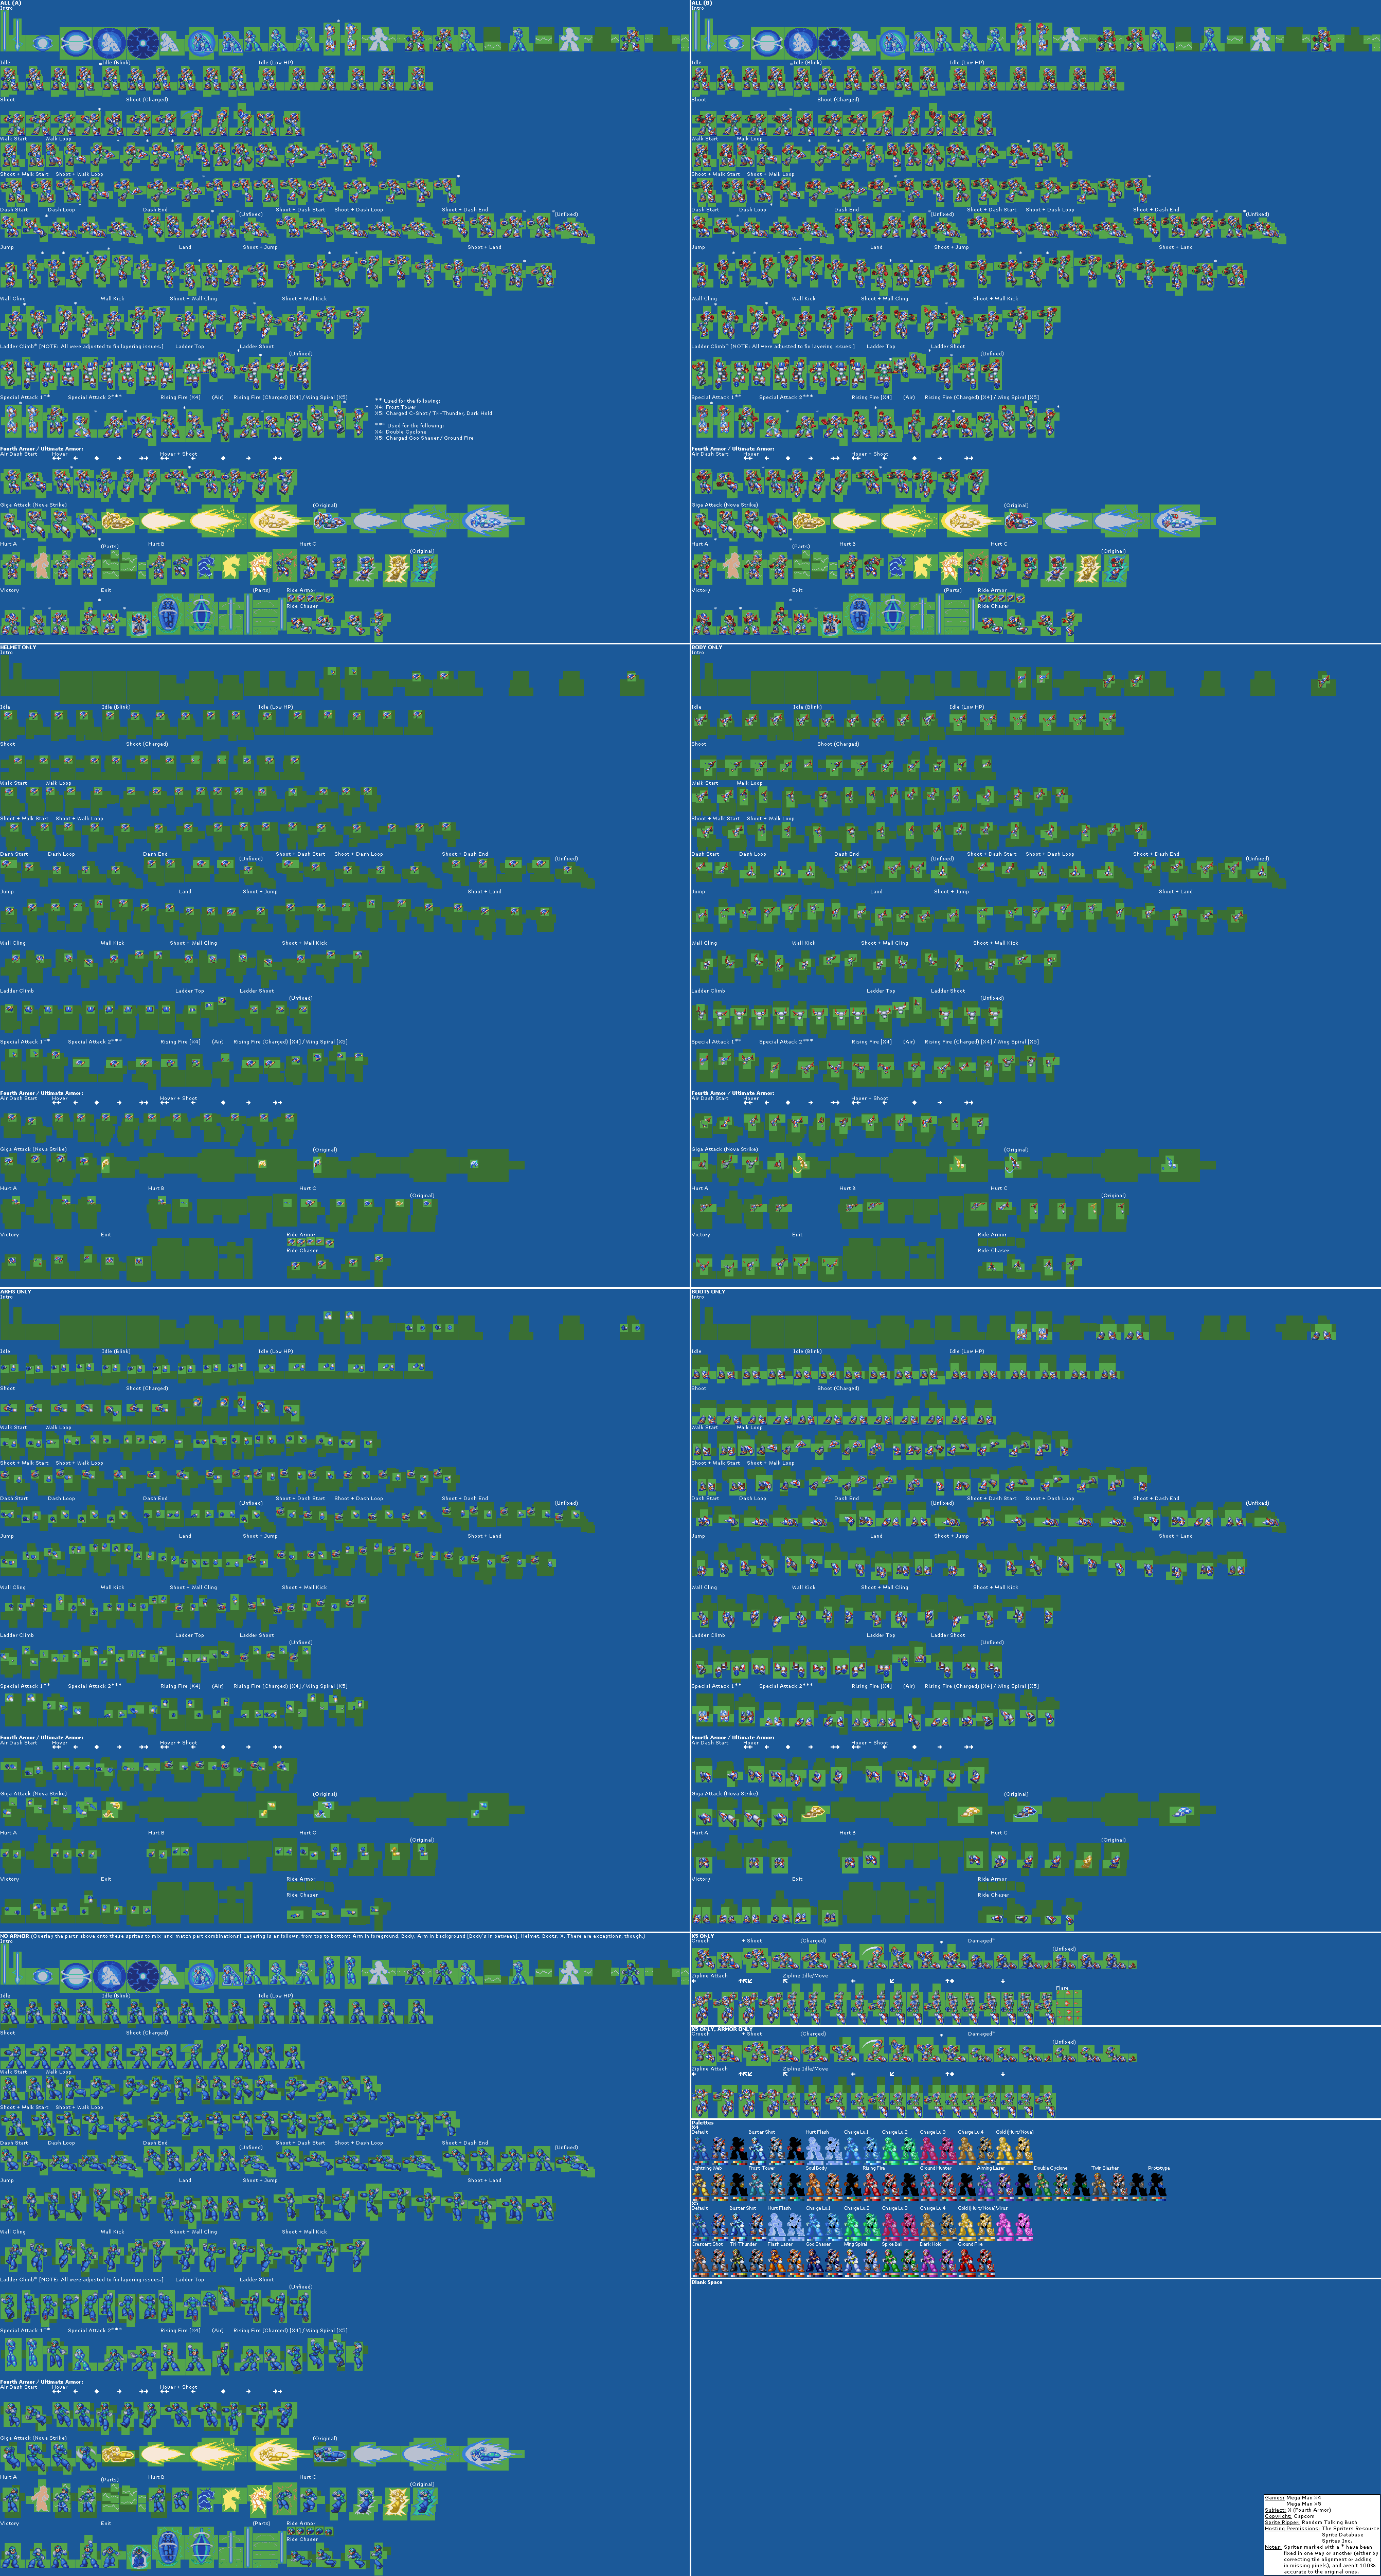 ALL (A)
Intro
Idle Idle (Blink) Idle (Low HP)
Shoot Shoot (Charged)
Walk Start Walk Loop
Shoot + Walk Start Shoot + Walk Loop
Dash Start Dash Loop Dash End (Unfixed) Shoot + Dash Start Shoot + Dash Loop Shoot + Dash End (Unfixed)
Jump Land Shoot + Jump Shoot + Land
Wall Cling Wall Kick Shoot + Wall Cling Shoot + Wall Kick
Ladder Climb* [NOTE: All were adjusted to fix layering issues.] Ladder Top Ladder Shoot (Unfixed)
Special Attack 1** Special Attack 2*** Rising Fire [X4] (Air) Rising Fire (Charged) [X4] / Wing Spiral [X5]
** Used for the following:
X4: Frost Tower
X5: Charged C-Shot / Tri-Thunder, Dark Hold
*** Used for the following:
X4: Double Cyclone
X5: Charged Goo Shaver / Ground Fire
Fourth Armor / Ultimate Armor:
Air Dash Start Hover Hover + Shoot
Giga Attack (Nova Strike) (Original)
Hurt A (Parts) Hurt B Hurt C (Original)
Victory Exit (Parts) Ride Armor
Ride Chaser
ALL (B)
Intro
Idle Idle (Blink) Idle (Low HP)
Shoot Shoot (Charged)
Walk Start Walk Loop
Shoot + Walk Start Shoot + Walk Loop
Dash Start Dash Loop Dash End (Unfixed) Shoot + Dash Start Shoot + Dash Loop Shoot + Dash End (Unfixed)
Jump Land Shoot + Jump Shoot + Land
Wall Cling Wall Kick Shoot + Wall Cling Shoot + Wall Kick
Ladder Climb* [NOTE: All were adjusted to fix layering issues.] Ladder Top Ladder Shoot (Unfixed)
Special Attack 1** Special Attack 2*** Rising Fire [X4] (Air) Rising Fire (Charged) [X4] / Wing Spiral [X5]
Fourth Armor / Ultimate Armor:
Air Dash Start Hover Hover + Shoot
Giga Attack (Nova Strike) (Original)
Hurt A (Parts) Hurt B Hurt C (Original)
Victory Exit (Parts) Ride Armor
Ride Chaser
HELMET ONLY
Intro
Idle Idle (Blink) Idle (Low HP)
Shoot Shoot (Charged)
Walk Start Walk Loop
Shoot + Walk Start Shoot + Walk Loop
Dash Start Dash Loop Dash End (Unfixed) Shoot + Dash Start Shoot + Dash Loop Shoot + Dash End (Unfixed)
Jump Land Shoot + Jump Shoot + Land
Wall Cling Wall Kick Shoot + Wall Cling Shoot + Wall Kick
Ladder Climb Ladder Top Ladder Shoot (Unfixed)
Special Attack 1** Special Attack 2*** Rising Fire [X4] (Air) Rising Fire (Charged) [X4] / Wing Spiral [X5]
Fourth Armor / Ultimate Armor:
Air Dash Start Hover Hover + Shoot
Giga Attack (Nova Strike) (Original)
Hurt A Hurt B Hurt C (Original)
Victory Exit Ride Armor
Ride Chaser
BODY ONLY
Intro
Idle Idle (Blink) Idle (Low HP)
Shoot Shoot (Charged)
Walk Start Walk Loop
Shoot + Walk Start Shoot + Walk Loop
Dash Start Dash Loop Dash End (Unfixed) Shoot + Dash Start Shoot + Dash Loop Shoot + Dash End (Unfixed)
Jump Land Shoot + Jump Shoot + Land
Wall Cling Wall Kick Shoot + Wall Cling Shoot + Wall Kick
Ladder Climb Ladder Top Ladder Shoot (Unfixed)
Special Attack 1** Special Attack 2*** Rising Fire [X4] (Air) Rising Fire (Charged) [X4] / Wing Spiral [X5]
Fourth Armor / Ultimate Armor:
Air Dash Start Hover Hover + Shoot
Giga Attack (Nova Strike) (Original)
Hurt A Hurt B Hurt C (Original)
Victory Exit Ride Armor
Ride Chaser
ARMS ONLY
Intro
Idle Idle (Blink) Idle (Low HP)
Shoot Shoot (Charged)
Walk Start Walk Loop
Shoot + Walk Start Shoot + Walk Loop
Dash Start Dash Loop Dash End (Unfixed) Shoot + Dash Start Shoot + Dash Loop Shoot + Dash End (Unfixed)
Jump Land Shoot + Jump Shoot + Land
Wall Cling Wall Kick Shoot + Wall Cling Shoot + Wall Kick
Ladder Climb Ladder Top Ladder Shoot (Unfixed)
Special Attack 1** Special Attack 2*** Rising Fire [X4] (Air) Rising Fire (Charged) [X4] / Wing Spiral [X5]
Fourth Armor / Ultimate Armor:
Air Dash Start Hover Hover + Shoot
Giga Attack (Nova Strike) (Original)
Hurt A Hurt B Hurt C (Original)
Victory Exit Ride Armor
Ride Chaser
BOOTS ONLY
Intro
Idle Idle (Blink) Idle (Low HP)
Shoot Shoot (Charged)
Walk Start Walk Loop
Shoot + Walk Start Shoot + Walk Loop
Dash Start Dash Loop Dash End (Unfixed) Shoot + Dash Start Shoot + Dash Loop Shoot + Dash End (Unfixed)
Jump Land Shoot + Jump Shoot + Land
Wall Cling Wall Kick Shoot + Wall Cling Shoot + Wall Kick
Ladder Climb Ladder Top Ladder Shoot (Unfixed)
Special Attack 1** Special Attack 2*** Rising Fire [X4] (Air) Rising Fire (Charged) [X4] / Wing Spiral [X5]
Fourth Armor / Ultimate Armor:
Air Dash Start Hover Hover + Shoot
Giga Attack (Nova Strike) (Original)
Hurt A Hurt B Hurt C (Original)
Victory Exit Ride Armor
Ride Chaser
NO ARMOR (Overlay the parts above onto these sprites to mix-and-match part combinations! Layering is as follows, from top to bottom: Arm in foreground, Body, Arm in background [Body's in between], Helmet, Boots, X. There are exceptions, though.)
Intro
Idle Idle (Blink) Idle (Low HP)
Shoot Shoot (Charged)
Walk Start Walk Loop
Shoot + Walk Start Shoot + Walk Loop
Dash Start Dash Loop Dash End (Unfixed) Shoot + Dash Start Shoot + Dash Loop Shoot + Dash End (Unfixed)
Jump Land Shoot + Jump Shoot + Land
Wall Cling Wall Kick Shoot + Wall Cling Shoot + Wall Kick
Ladder Climb* [NOTE: All were adjusted to fix layering issues.] Ladder Top Ladder Shoot (Unfixed)
Special Attack 1** Special Attack 2*** Rising Fire [X4] (Air) Rising Fire (Charged) [X4] / Wing Spiral [X5]
Fourth Armor / Ultimate Armor:
Air Dash Start Hover Hover + Shoot
Giga Attack (Nova Strike) (Original)
Hurt A (Parts) Hurt B Hurt C (Original)
Victory Exit (Parts) Ride Armor
Ride Chaser
X5 ONLY
Crouch + Shoot (Charged) Damaged* (Unfixed)
Zipline Attach Zipline Idle/Move Flare
X5 ONLY, ARMOR ONLY
Crouch + Shoot (Charged) Damaged* (Unfixed)
Zipline Attach Zipline Idle/Move
Palettes
X4
Default Buster Shot Hurt Flash Charge Lv.1 Charge Lv.2 Charge Lv.3 Charge Lv.4 Gold (Hurt/Nova)
Lightning Web Frost Tower Soul Body Rising Fire Ground Hunter Aiming Laser Double Cyclone Twin Slasher Prototype
X5
Default Buster Shot Hurt Flash Charge Lv.1 Charge Lv.2 Charge Lv.3 Charge Lv.4 Gold (Hurt/Nova) Virus
Crescent Shot Tri-Thunder Flash Laser Goo Shaver Wing Spiral Spike Ball Dark Hold Ground Fire
Blank Space
Games: Mega Man X4
Mega Man X5
Subject: X (Fourth Armor)
Copyright: Capcom
Sprite Ripper: Random Talking Bush
Hosting Permissions: The Spriters Resource
Sprite Database
Sprites Inc.
Notes: Sprites marked with a * have been
fixed in one way or another (either by
correcting tile alignment or adding
in missing pixels), and aren't 100%
accurate to the original ones.